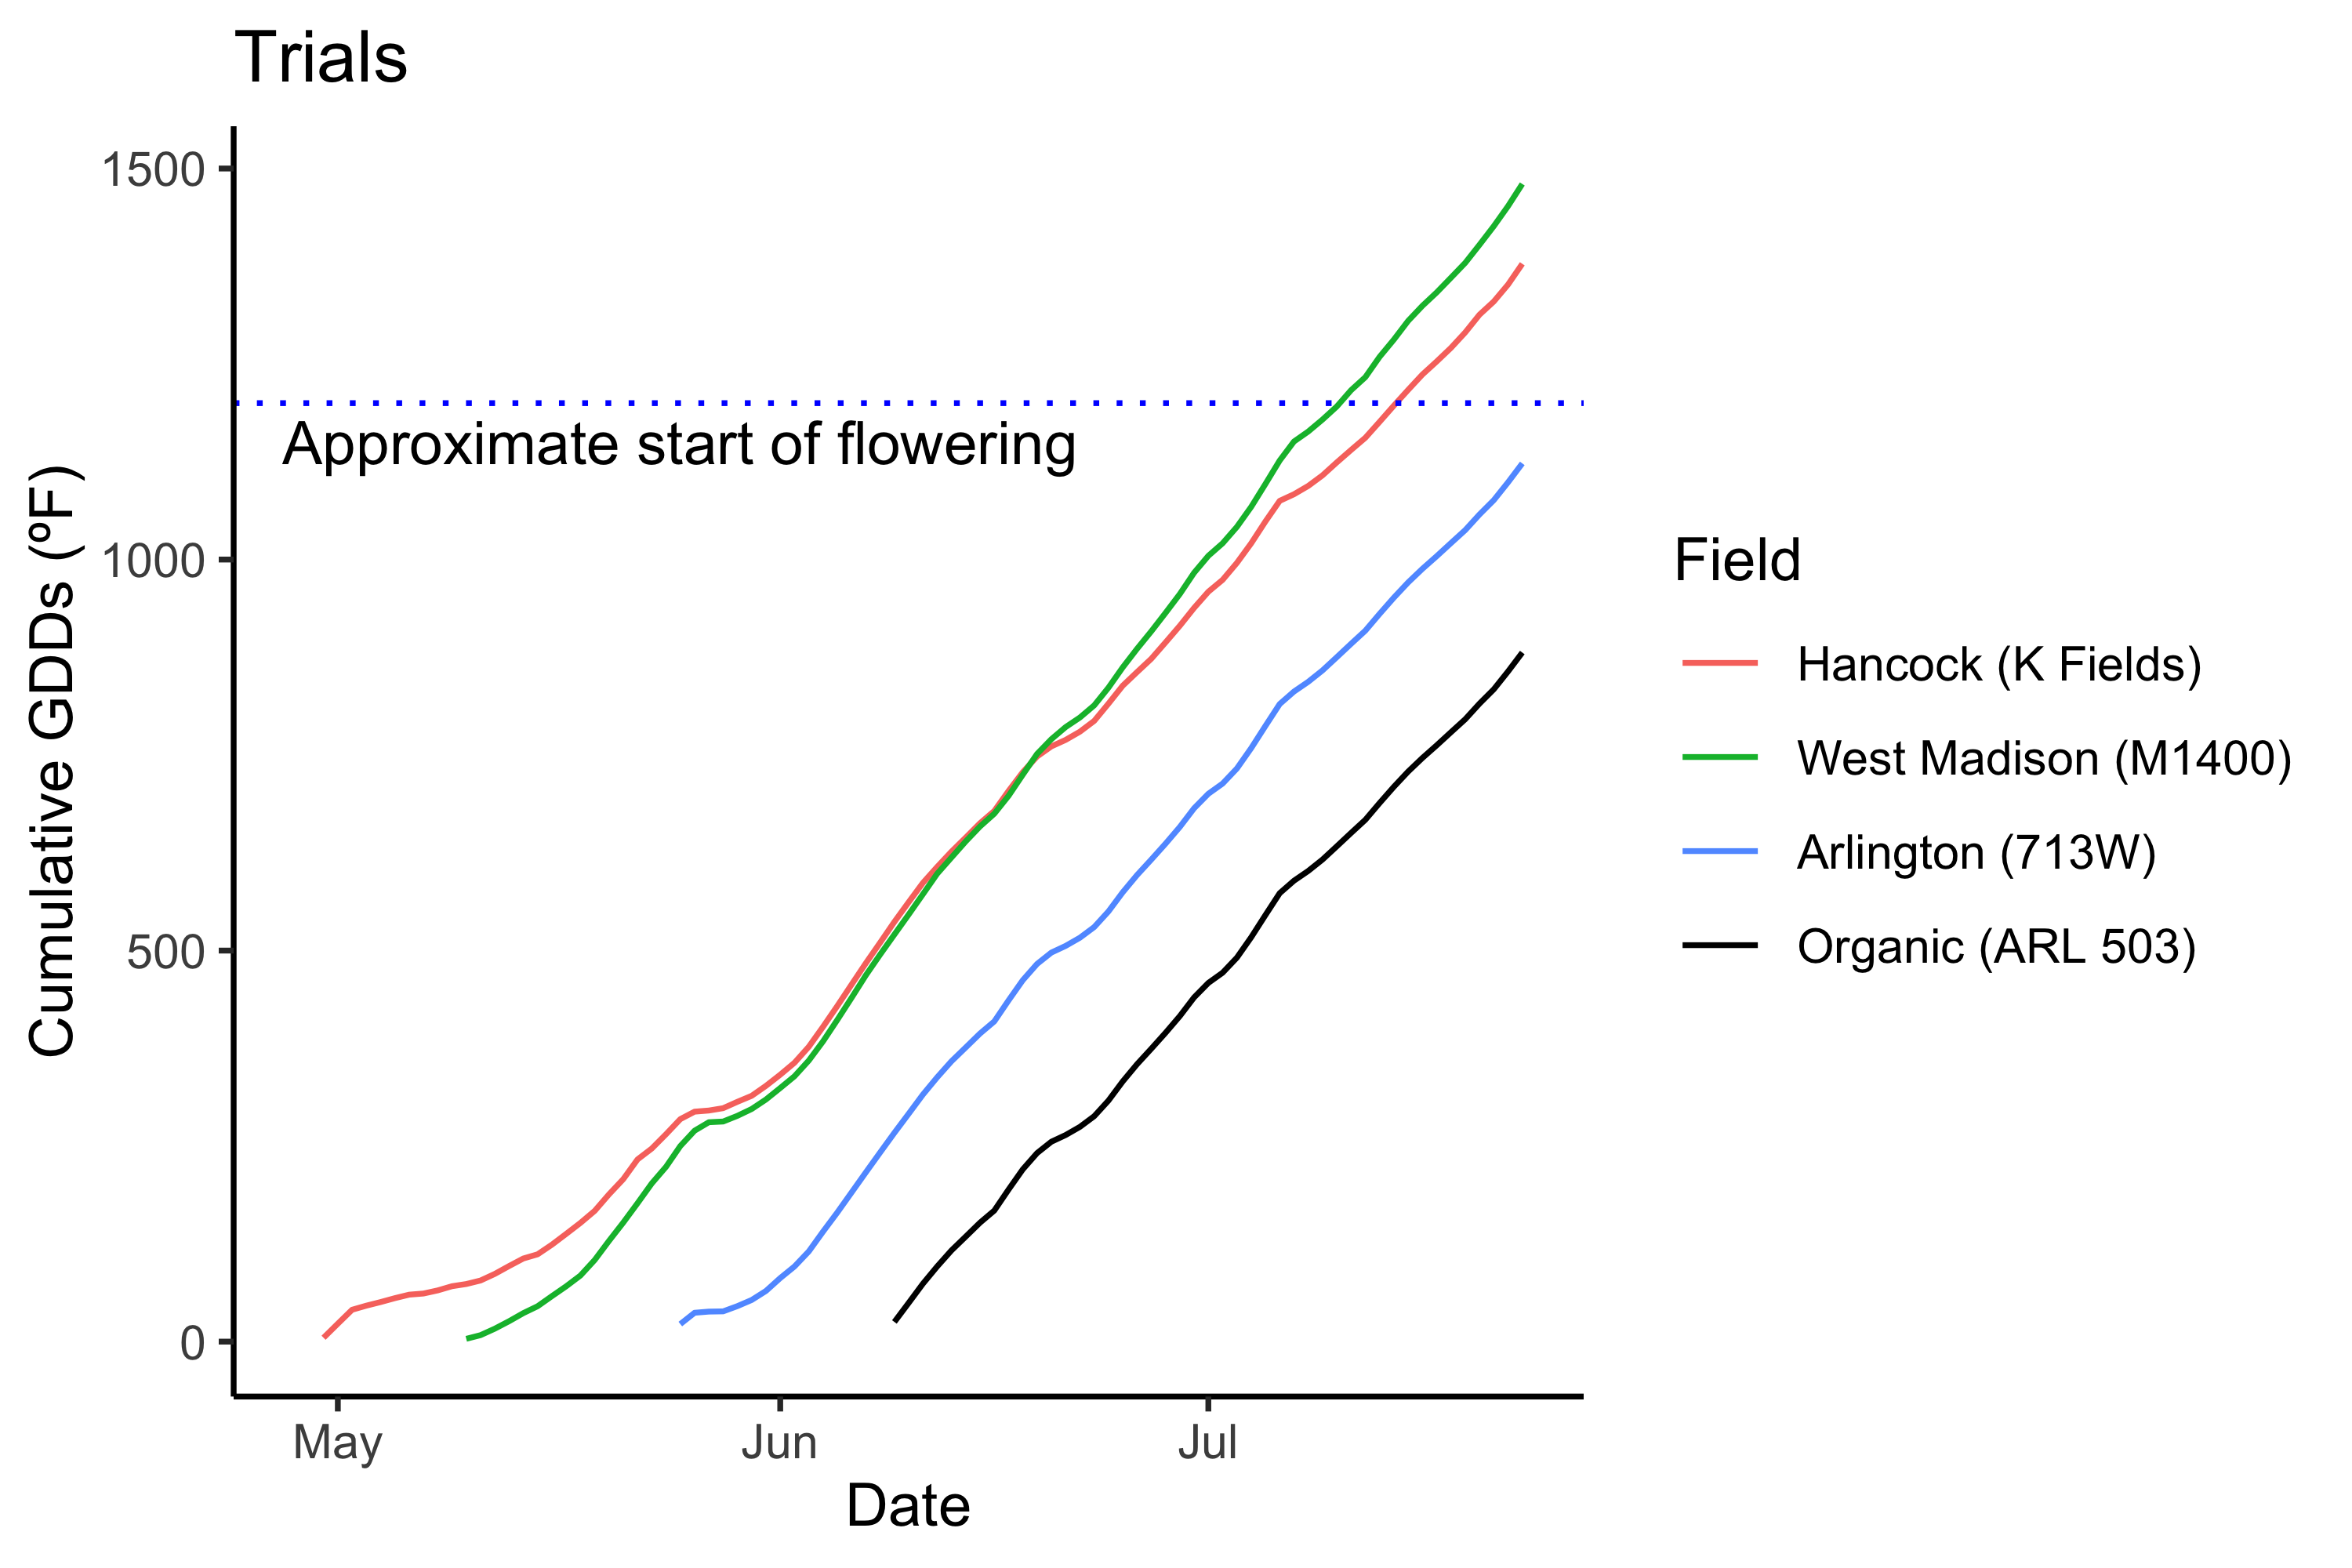 Trials
1500
1000
500
0
Cumulative GDDs (ºF)
Approximate start of flowering
May
Jun
Jul
Date
Field
Hancock (K Fields)
West Madison (M1400)
Arlington (713W)
Organic (ARL 503)